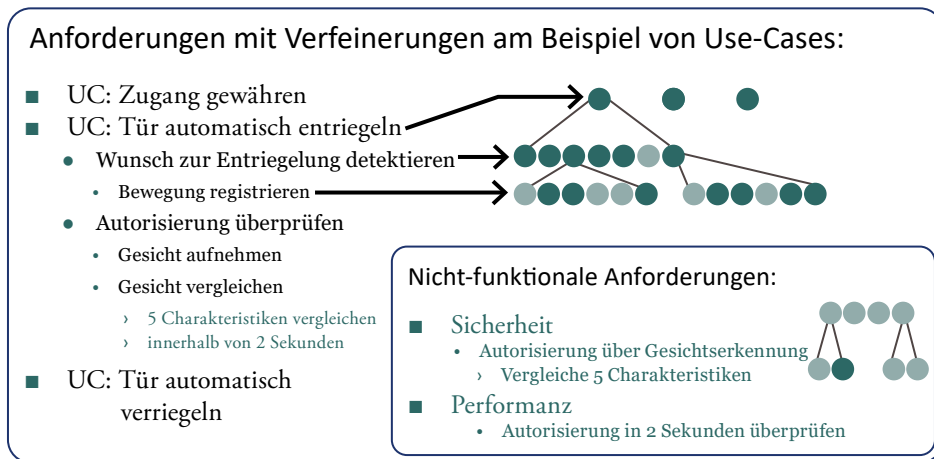 Anforderungen mit Verfeinerungen am Beispiel von Use-Cases:
UC: Zugang gewähren
UC: Tür automatisch entriegeln
Wunsch zur Entriegelung detektieren
Bewegung registrieren
Autorisierung überprüfen
Gesicht aufnehmen
Gesicht vergleichen
› 5 Charakteristiken vergleichen
› innerhalb von 2 Sekunden
UC: Tür automatisch
verriegeln
Nicht-funktionale Anforderungen:
Sicherheit
Autorisierung über Gesichtserkennung
› Vergleiche 5 Charakteristiken
Performanz
Autorisierung in 2 Sekunden überprüfen